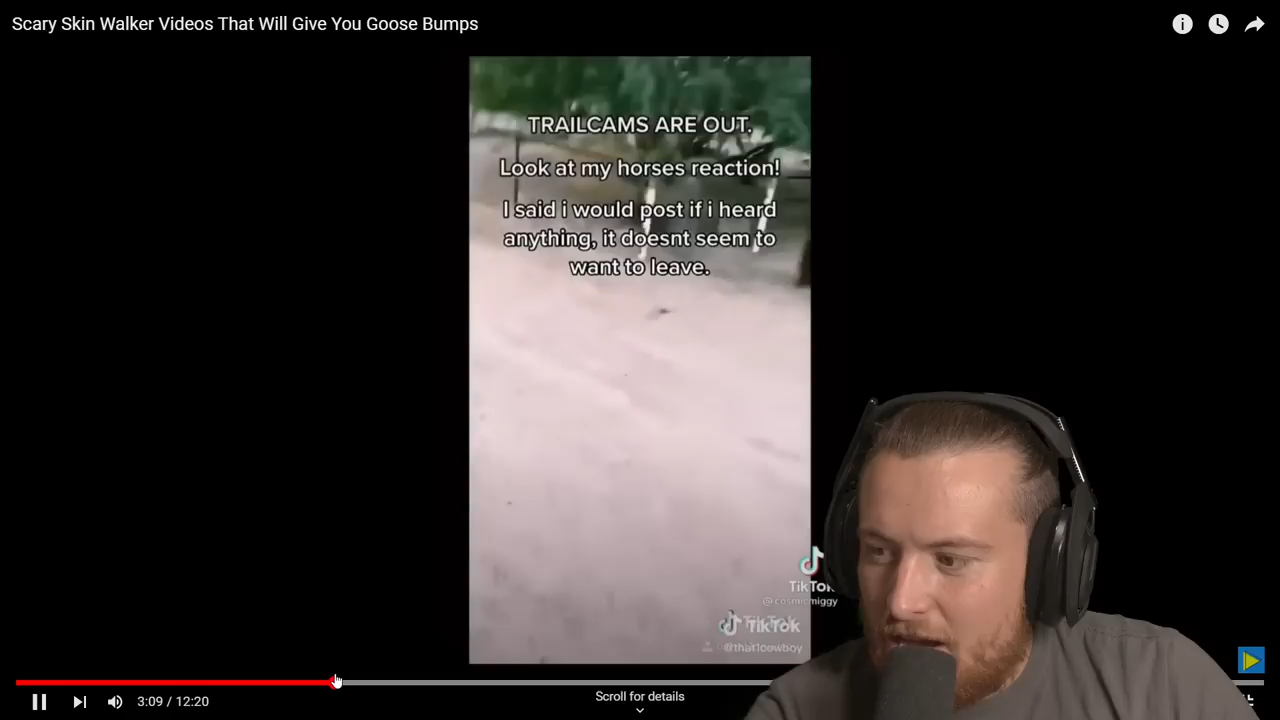 Scary Skin Walker Videos That Will Give You Goose Bumps
TRAILCAMS ARE OUT.
Look at my horses reaction!
I said i would post if i heard
anything, it doesnt seem to
want to leave.
TikTok
@cosmicmiggy
TikTok
@that1cowboy
3:09 / 12:20
Scroll for details